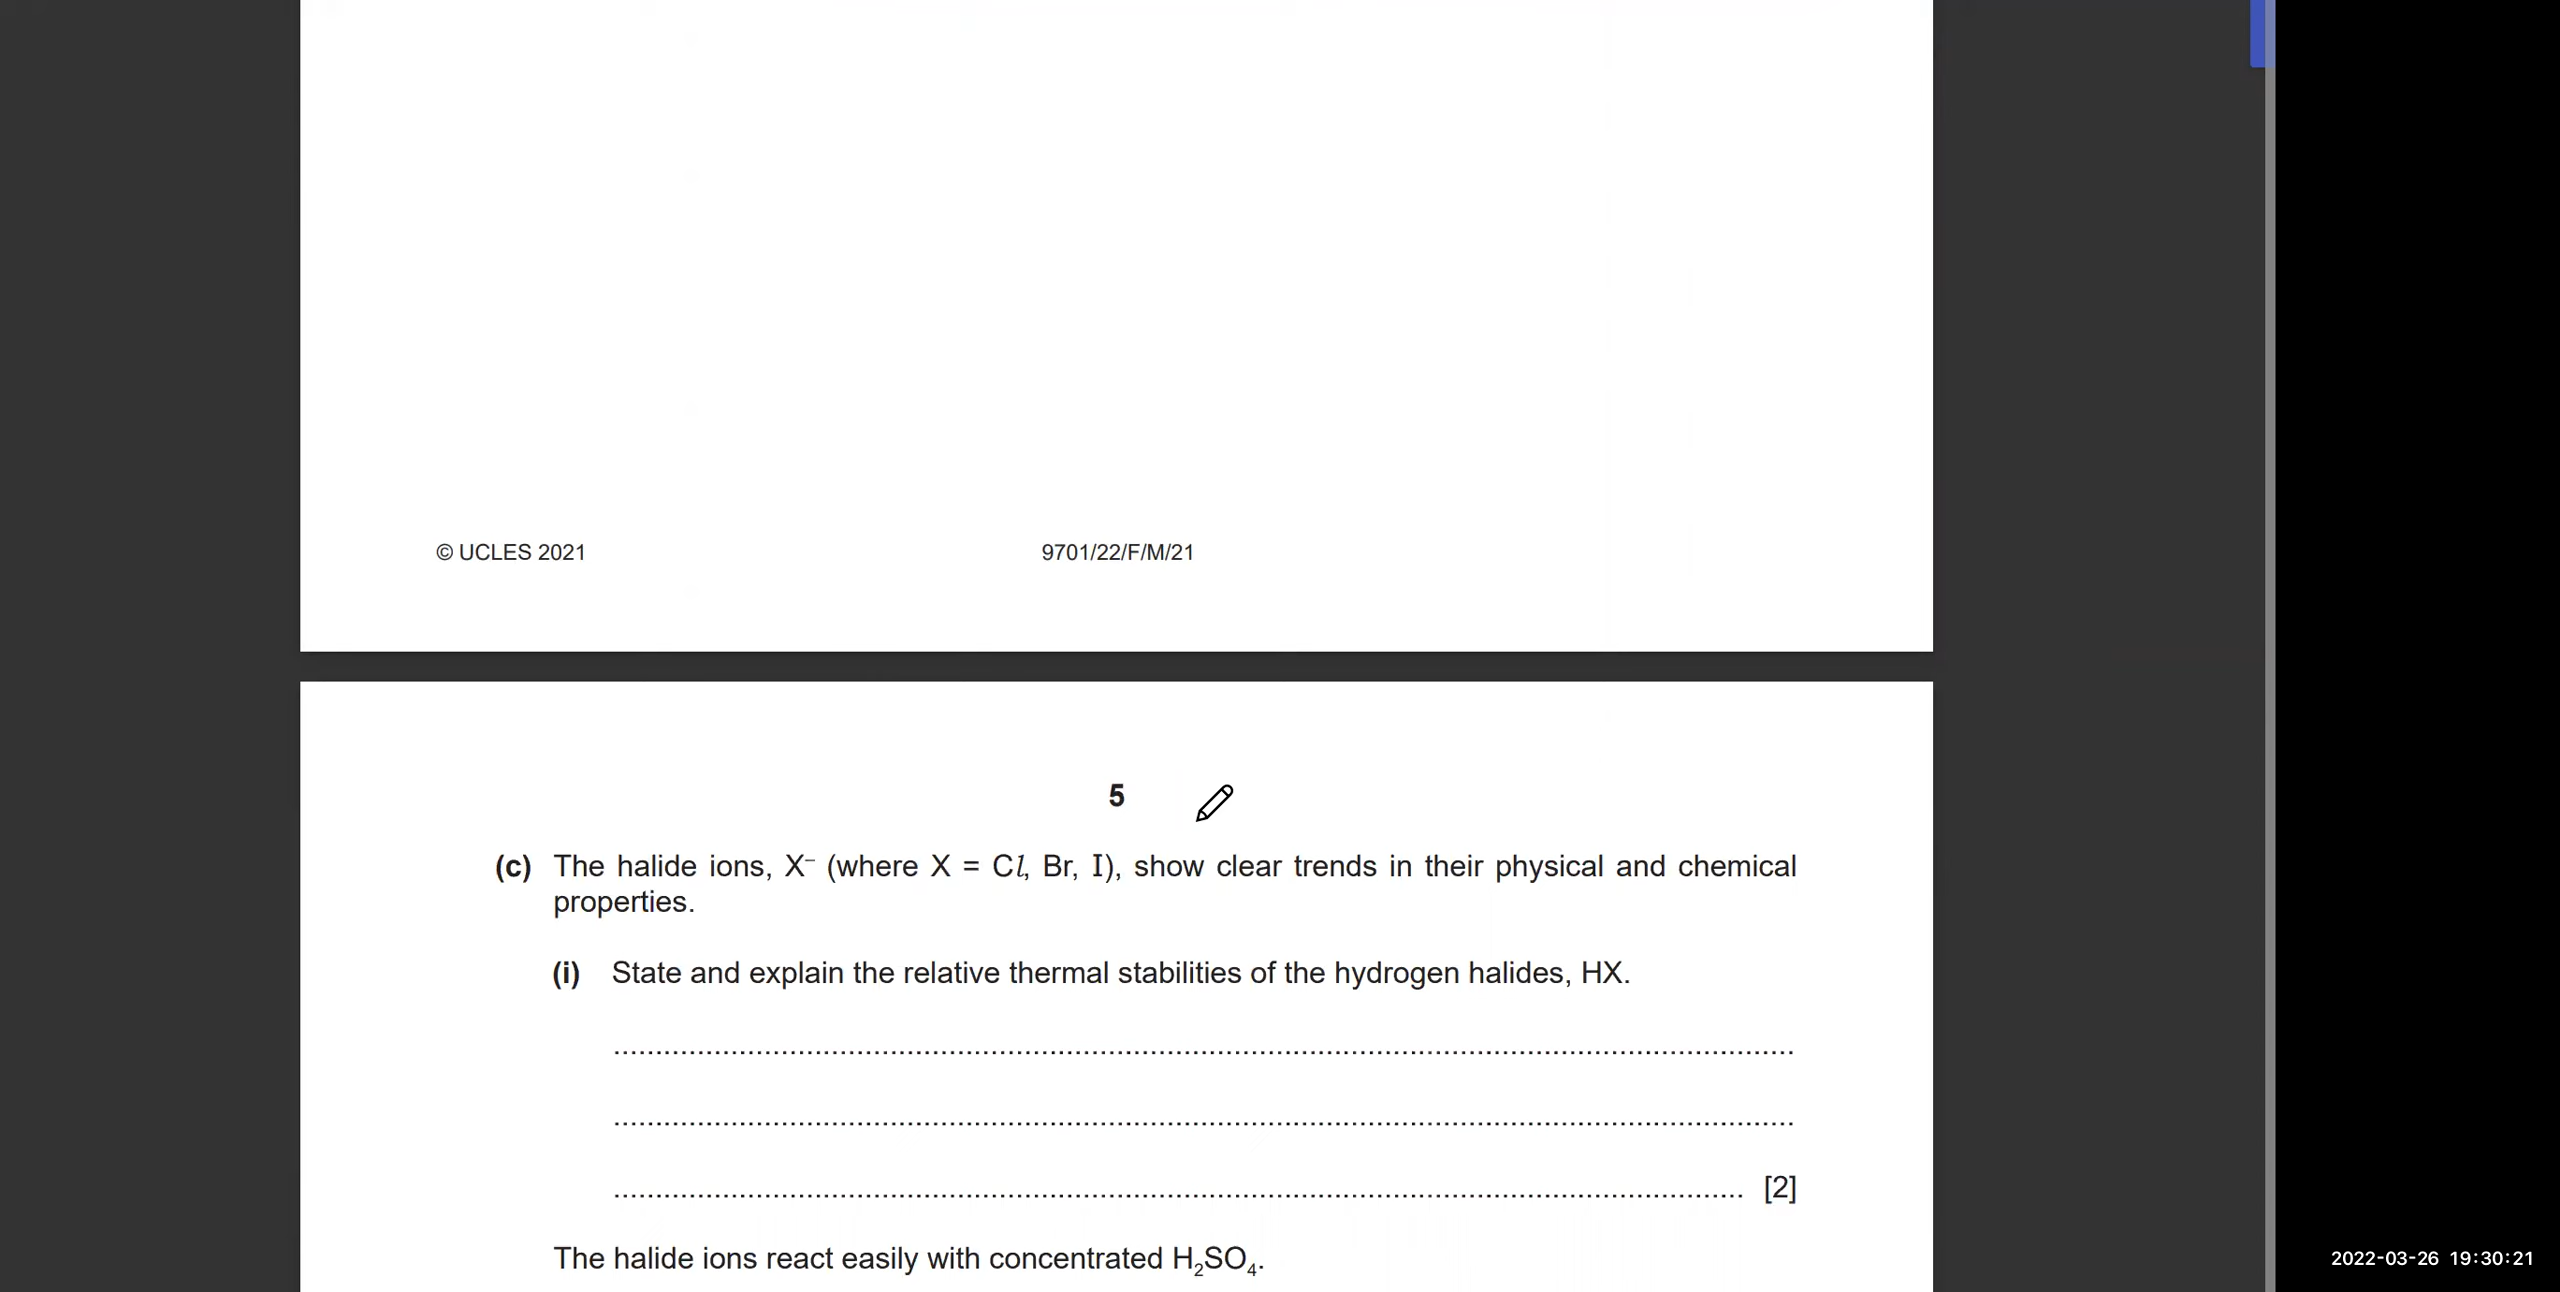 © UCLES 2021 9701/22/F/M/21
5
(c) The halide ions, X⁻ (where X = Cl, Br, I), show clear trends in their physical and chemical
properties.
(i) State and explain the relative thermal stabilities of the hydrogen halides, HX.
..........................................................................................
..........................................................................................
.......................................................................................... [2]
The halide ions react easily with concentrated H₂SO₄.
2022-03-26 19:30:21